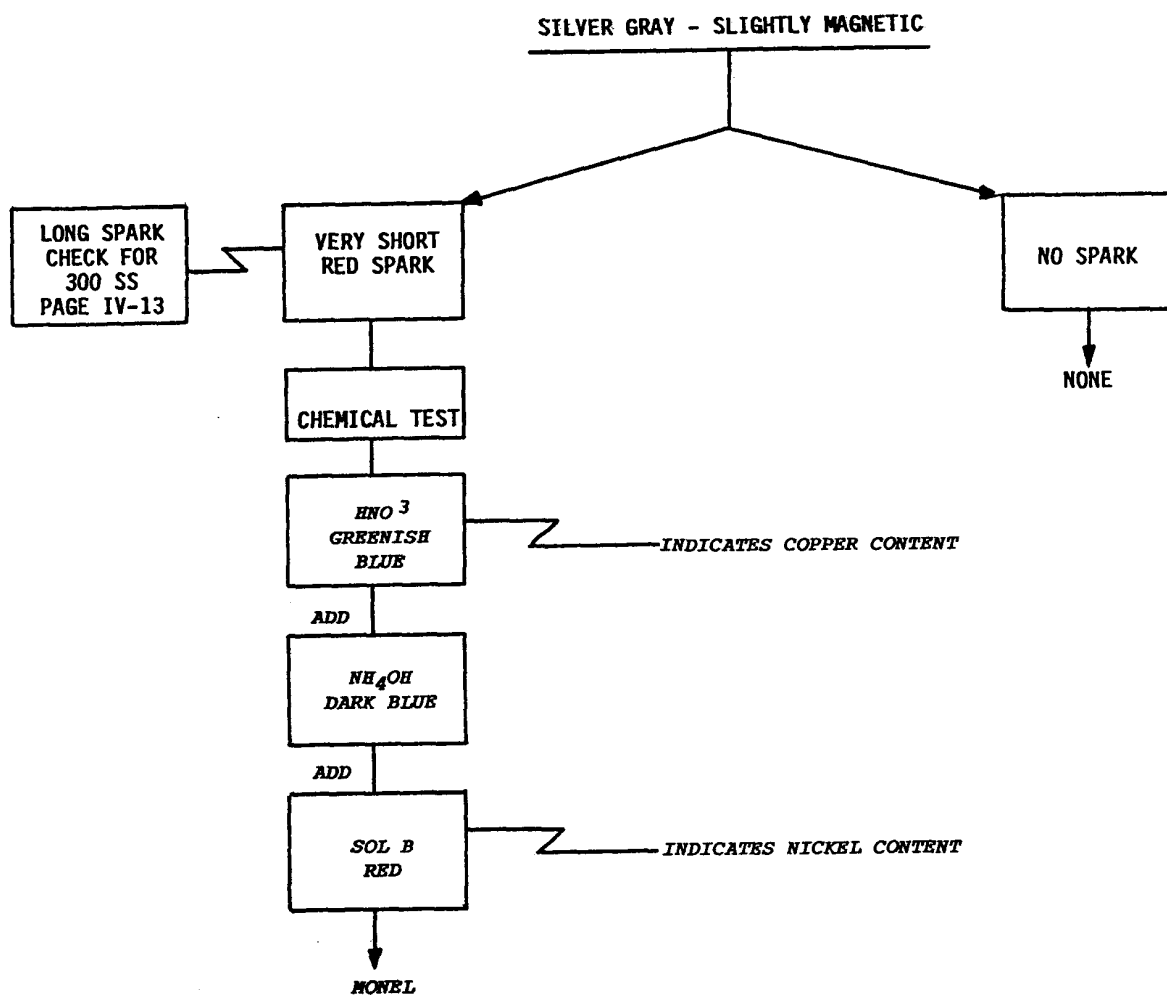 SILVER GRAY - SLIGHTLY MAGNETIC
LONG SPARK
CHECK FOR
300 SS
PAGE IV-13
VERY SHORT
RED SPARK
NO SPARK
NONE
CHEMICAL TEST
HNO³
GREENISH
BLUE
INDICATES COPPER CONTENT
ADD
NH₄OH
DARK BLUE
ADD
SOL B
RED
INDICATES NICKEL CONTENT
MONEL